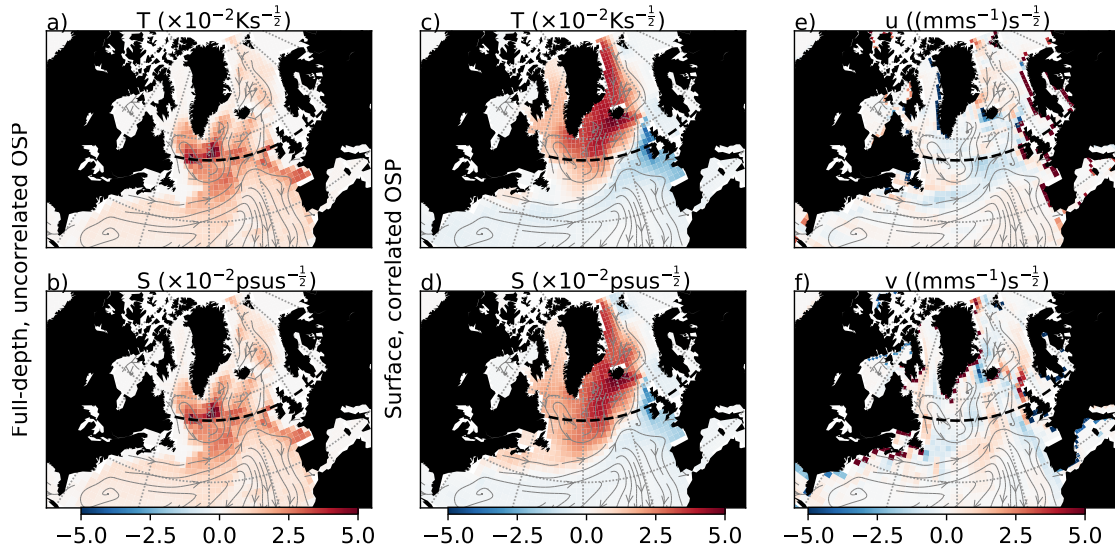 a) T (×10⁻²Ks^{-1/2})
c) T (×10⁻²Ks^{-1/2})
e) u ((mms⁻¹)s^{-1/2})
Full-depth, uncorrelated OSP
Surface, correlated OSP
b) S (×10⁻²psus^{-1/2})
d) S (×10⁻²psus^{-1/2})
f) v ((mms⁻¹)s^{-1/2})
−5.0 −2.5 0.0 2.5 5.0
−5.0 −2.5 0.0 2.5 5.0
−5.0 −2.5 0.0 2.5 5.0